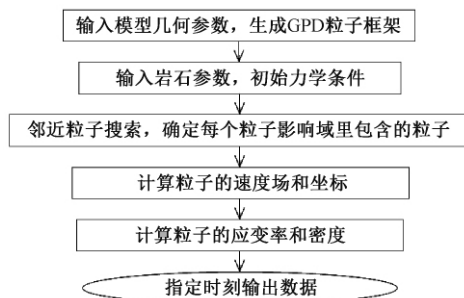 输入模型几何参数，生成GPD粒子框架
输入岩石参数，初始力学条件
邻近粒子搜索，确定每个粒子影响域里包含的粒子
计算粒子的速度场和坐标
计算粒子的应变率和密度
指定时刻输出数据